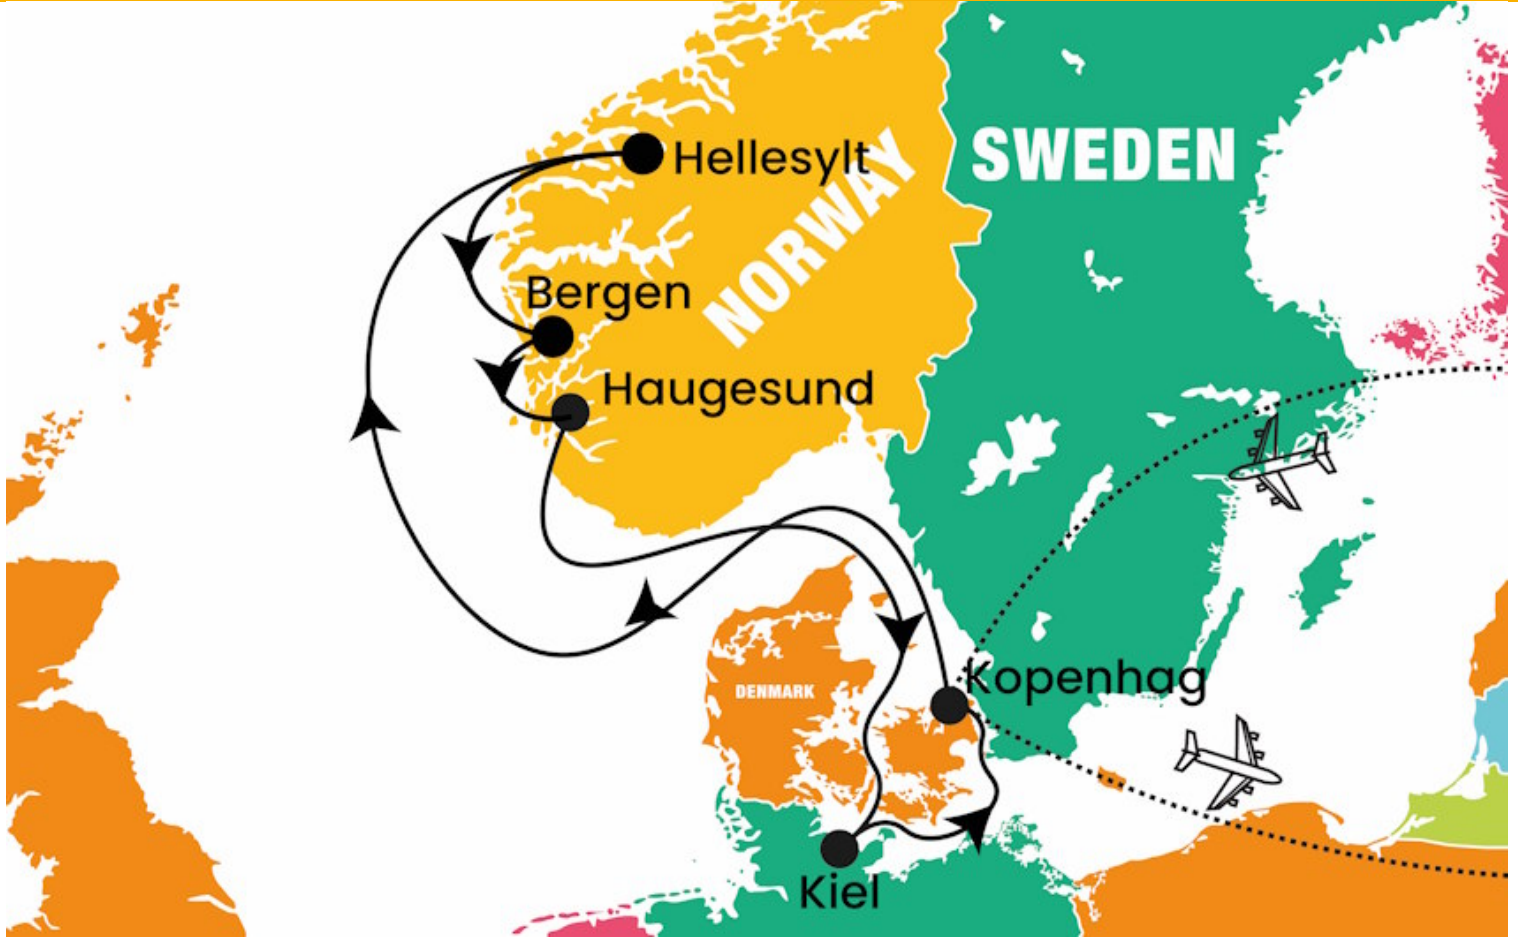 Hellesylt
SWEDEN
NORWAY
Bergen
Haugesund
Kopenhag
DENMARK
Kiel